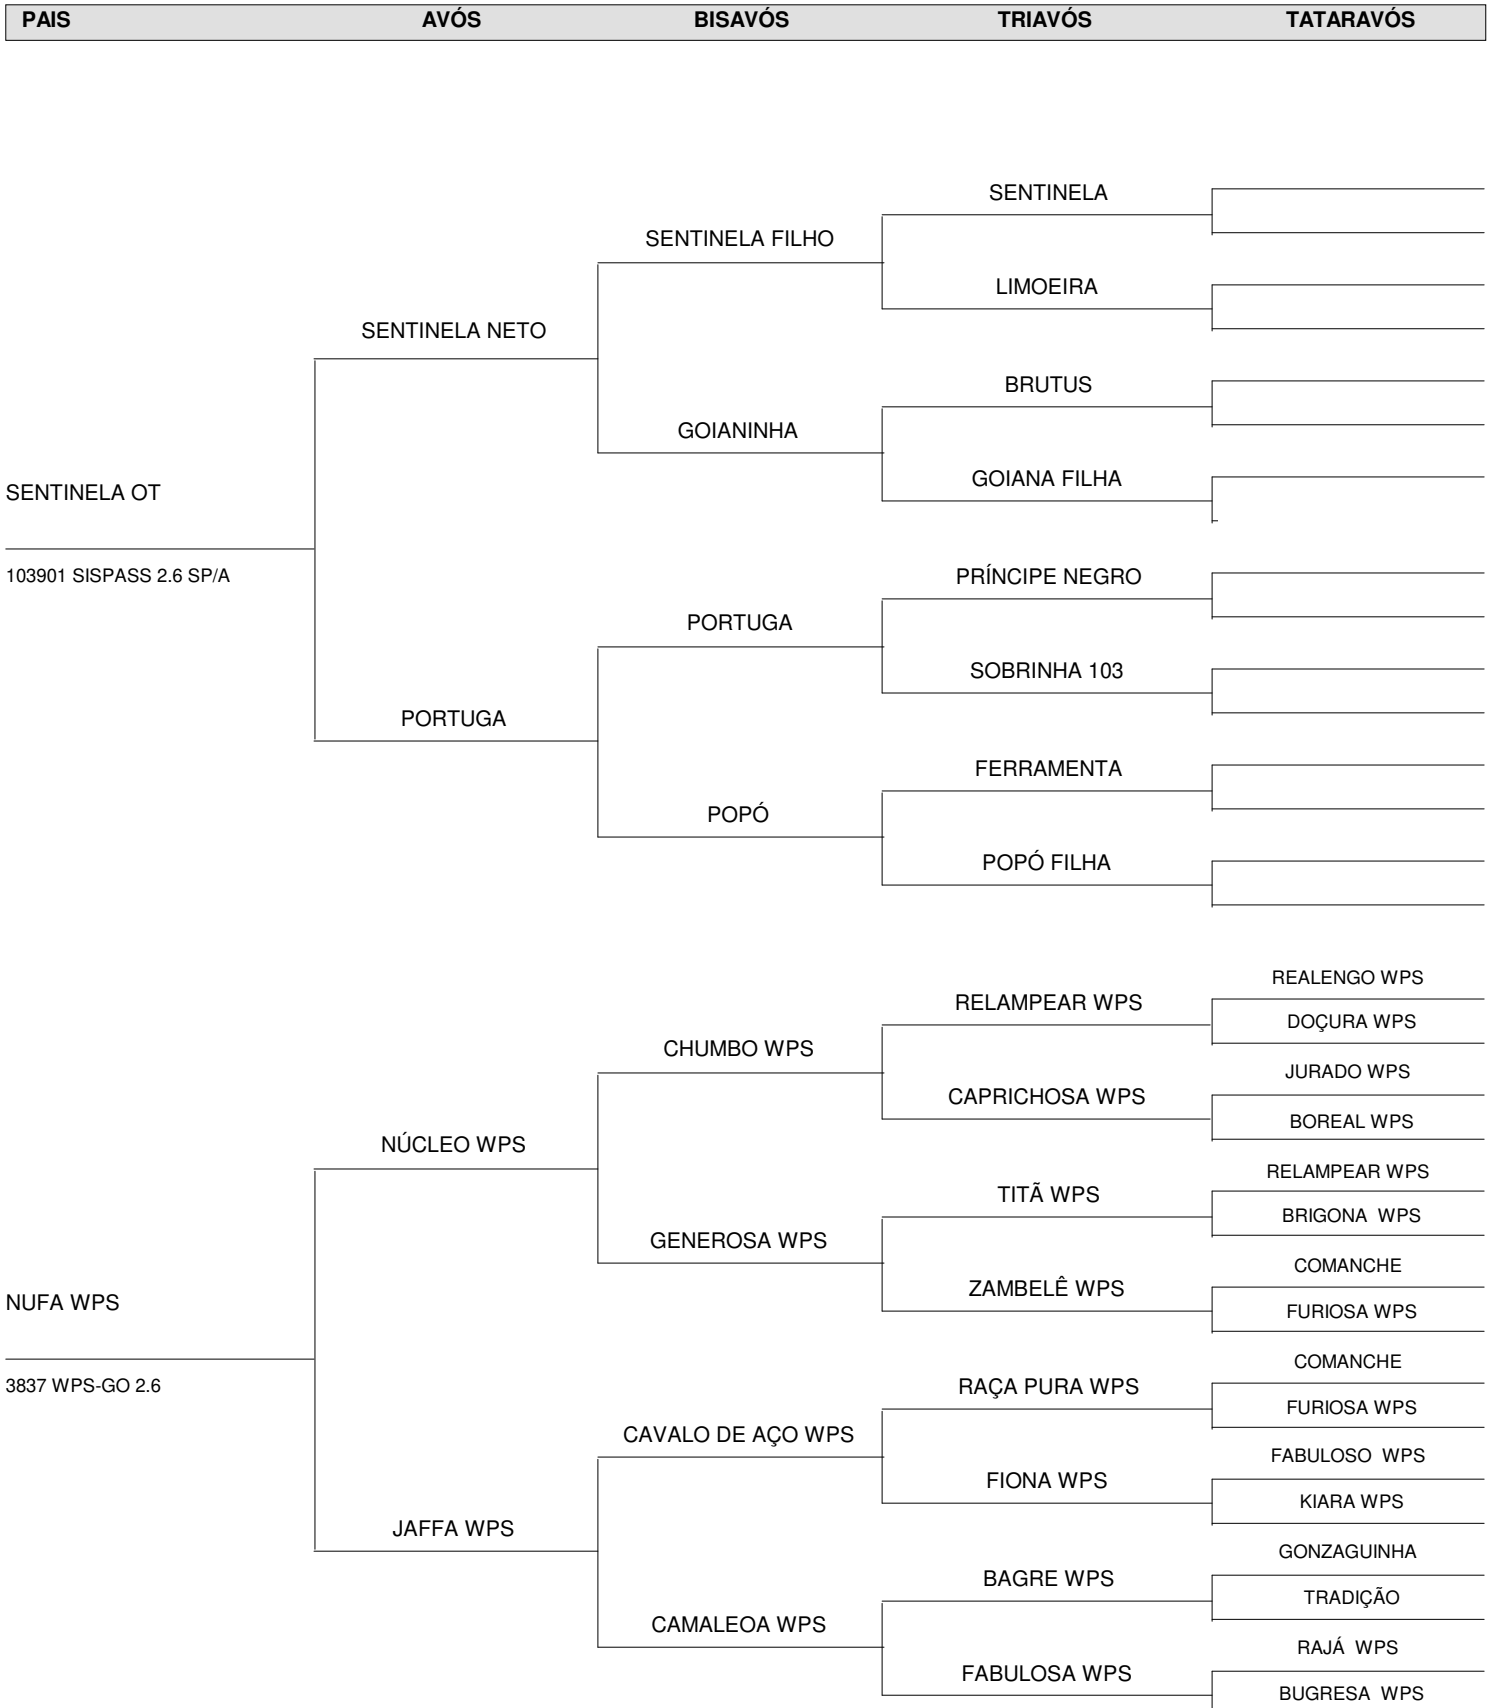 PAIS AVÓS BISAVÓS TRIAVÓS TATARAVÓS
SENTINELA
SENTINELA FILHO
LIMOEIRA
SENTINELA NETO
BRUTUS
GOIANINHA
GOIANA FILHA
SENTINELA OT
103901 SISPASS 2.6 SP/A
PRÍNCIPE NEGRO
PORTUGA
SOBRINHA 103
PORTUGA
FERRAMENTA
POPÓ
POPÓ FILHA
REALENGO WPS
RELAMPEAR WPS
DOÇURA WPS
CHUMBO WPS
JURADO WPS
CAPRICHOSA WPS
BOREAL WPS
NÚCLEO WPS
RELAMPEAR WPS
TITÃ WPS
BRIGONA WPS
GENEROSA WPS
COMANCHE
ZAMBELÊ WPS
FURIOSA WPS
NUFA WPS
3837 WPS-GO 2.6
COMANCHE
RAÇA PURA WPS
FURIOSA WPS
CAVALO DE AÇO WPS
FABULOSO WPS
FIONA WPS
KIARA WPS
JAFFA WPS
GONZAGUINHA
BAGRE WPS
TRADIÇÃO
CAMALEOA WPS
RAJÁ WPS
FABULOSA WPS
BUGRESA WPS